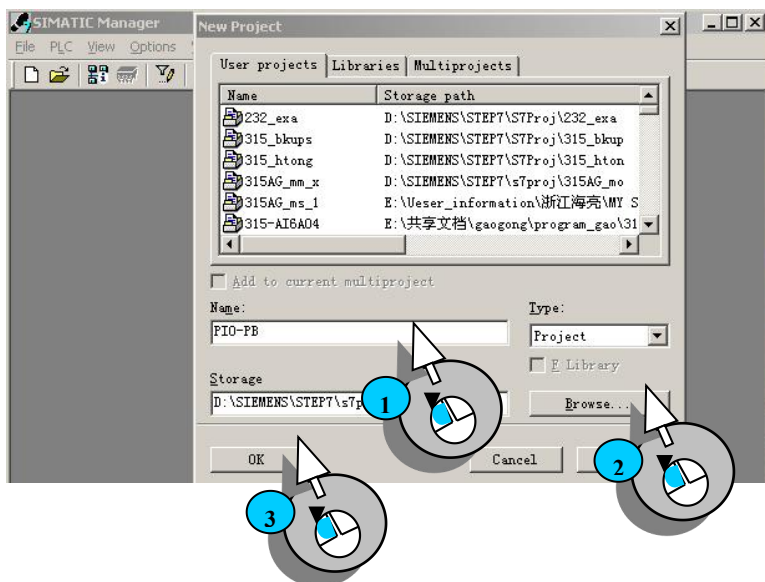 SIMATIC Manager
File PLC View Options
New Project
User projects Libraries Multiprojects
Name Storage path
232_exa D:\SIEMENS\STEP7\S7Proj\232_exa
315_bkups D:\SIEMENS\STEP7\S7Proj\315_bkup
315_htong D:\SIEMENS\STEP7\S7Proj\315_hton
315AG_mm_x D:\SIEMENS\STEP7\s7proj\315AG_mo
315AG_ms_1 E:\Ueser_information\浙江海亮\MY S
315-AI6AO4 E:\共享文档\gaogong\program_gao\31
Add to current multiproject
Name: Type:
PIO-PB Project
F Library
Storage
D:\SIEMENS\STEP7\s7p Browse...
OK Cancel
1
2
3